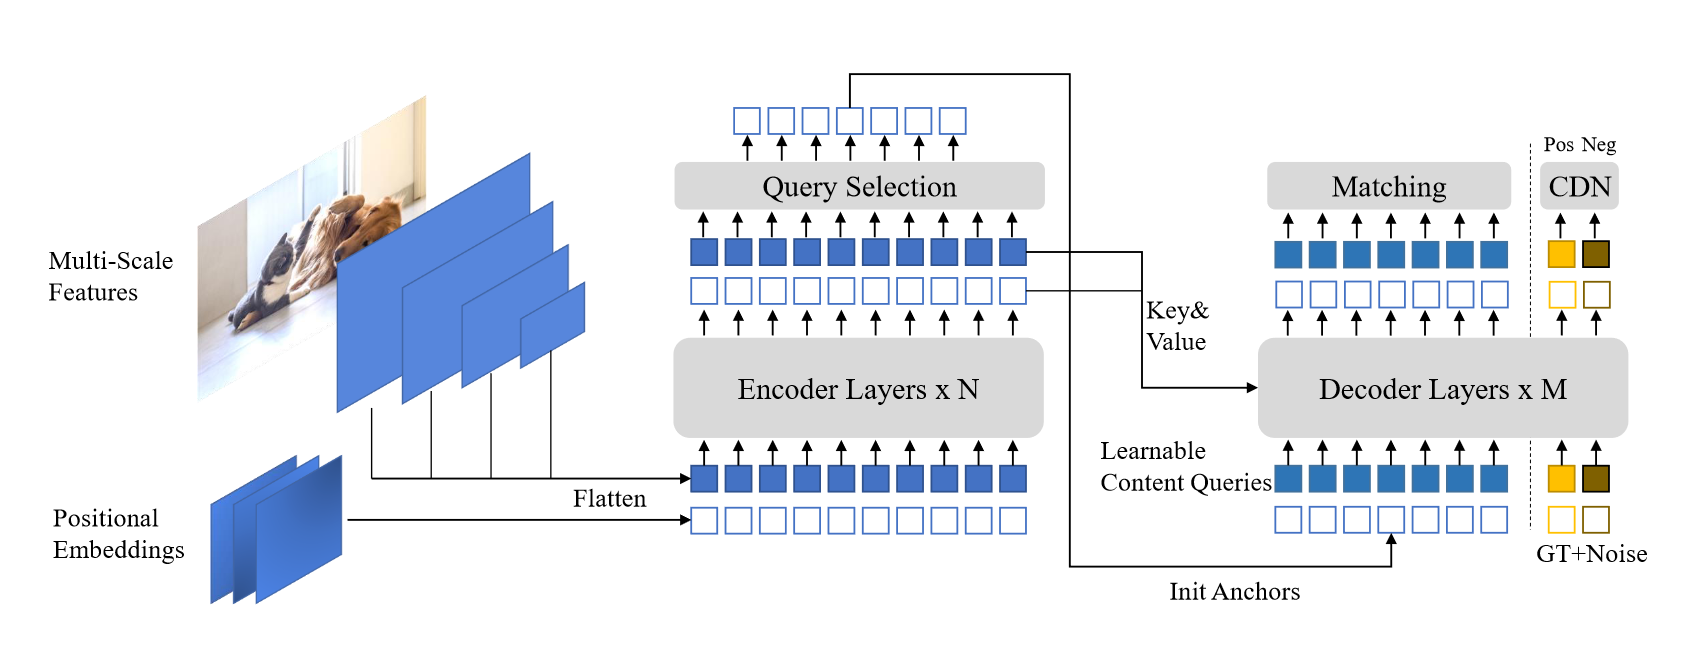 Multi-Scale
Features
Positional
Embeddings
Flatten
Query Selection
Encoder Layers x N
Key&
Value
Learnable
Content Queries
Init Anchors
Matching
Pos Neg
CDN
Decoder Layers x M
GT+Noise